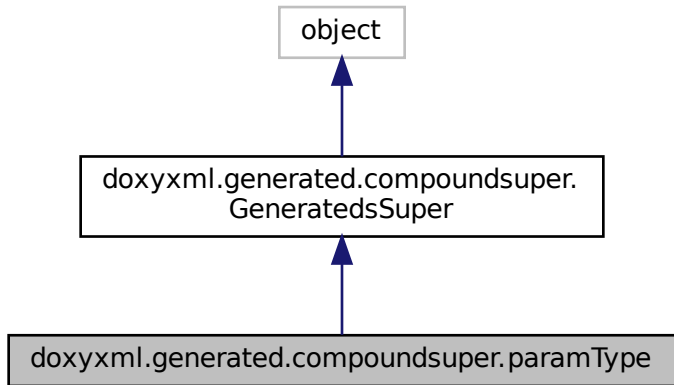 object
doxyxml.generated.compoundsuper.
GeneratedsSuper
doxyxml.generated.compoundsuper.paramType